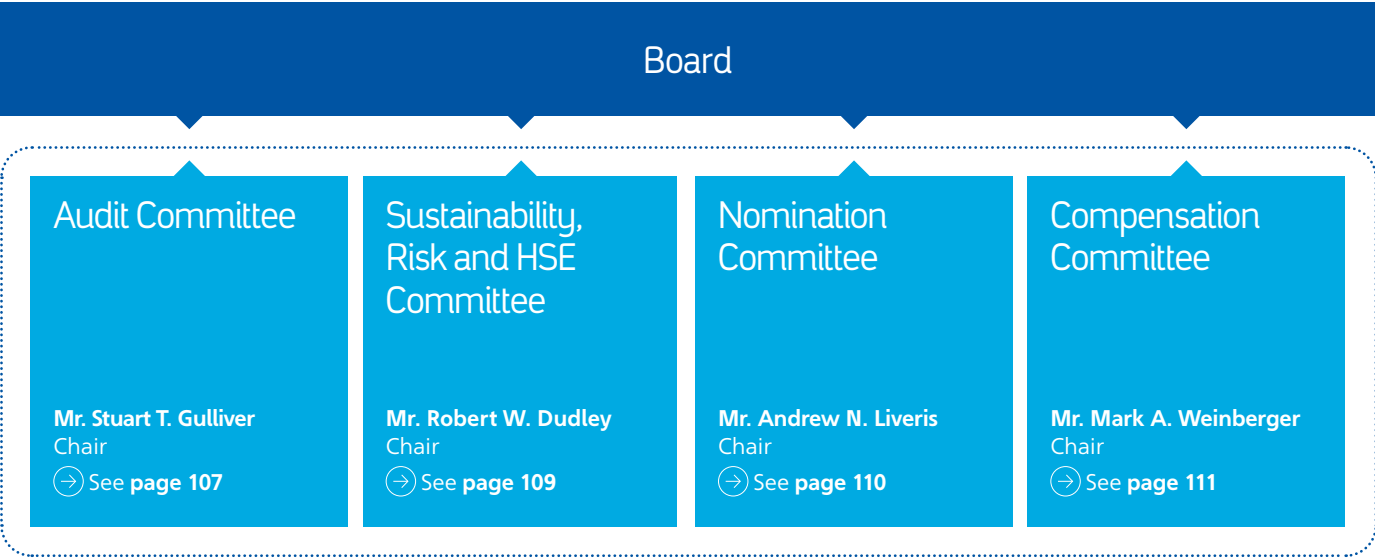 Board
Audit Committee
Mr. Stuart T. Gulliver
Chair
See page 107
Sustainability,
Risk and HSE
Committee
Mr. Robert W. Dudley
Chair
See page 109
Nomination
Committee
Mr. Andrew N. Liveris
Chair
See page 110
Compensation
Committee
Mr. Mark A. Weinberger
Chair
See page 111